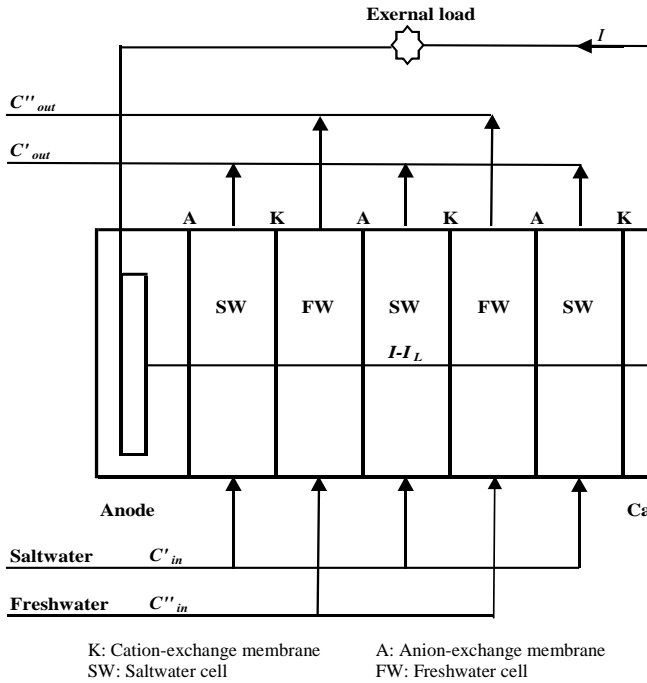 Exernal load
I
C''out
C'out
A K A K A K
SW FW SW FW SW
I-I L
Anode Ca
Saltwater C'in
Freshwater C''in
K: Cation-exchange membrane A: Anion-exchange membrane
SW: Saltwater cell FW: Freshwater cell